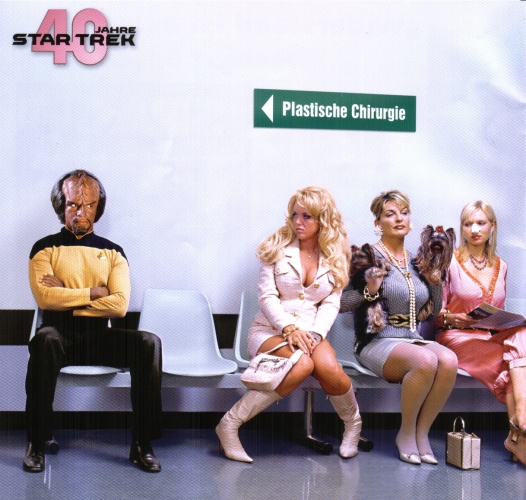 40 JAHRE
STAR TREK
Plastische Chirurgie